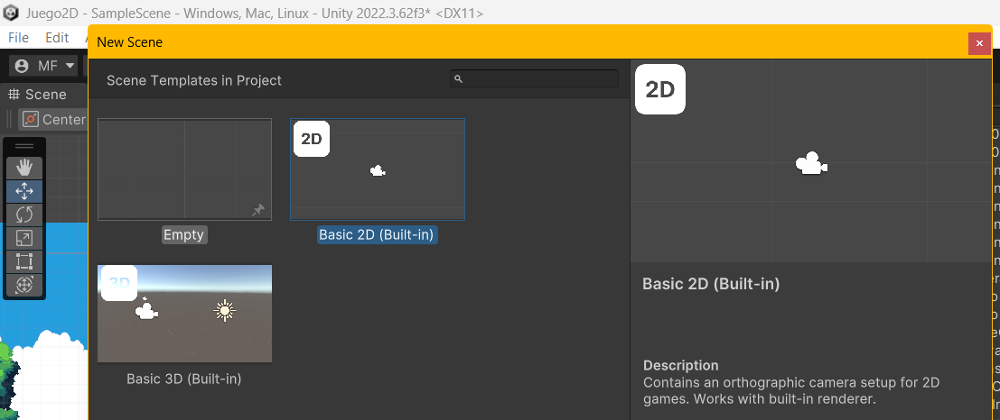 Juego2D - SampleScene - Windows, Mac, Linux - Unity 2022.3.62f3* <DX11>
File Edit
New Scene
MF
Scene Templates in Project
2D
Scene
Center
2D
Empty
Basic 2D (Built-in)
3D
Basic 3D (Built-in)
Basic 2D (Built-in)
Description
Contains an orthographic camera setup for 2D
games. Works with built-in renderer.